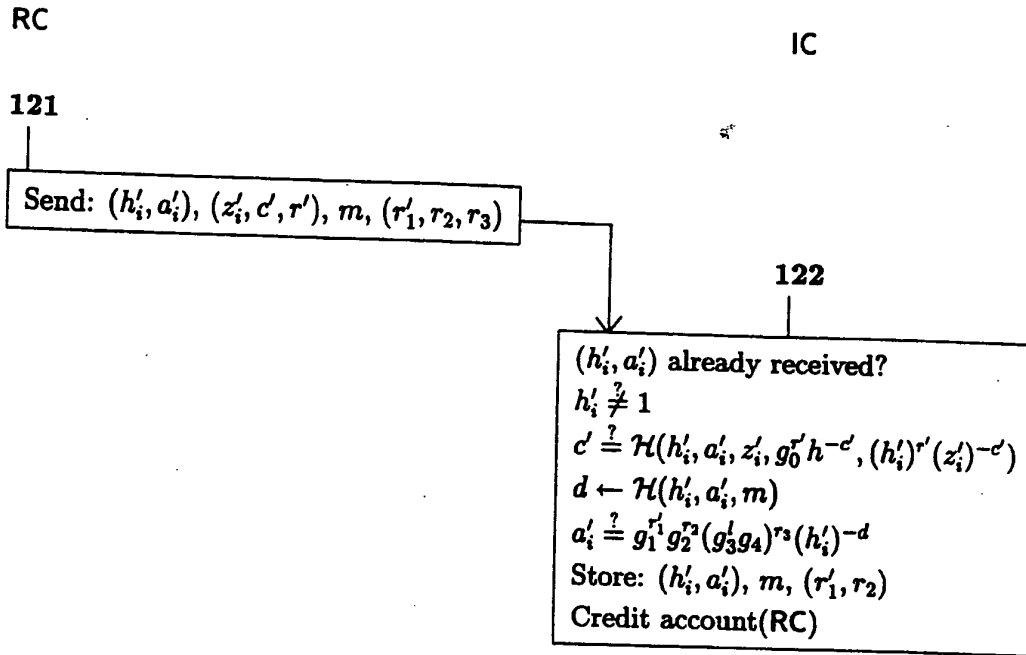 RC
IC
121
Send: (h′ᵢ, a′ᵢ), (z′ᵢ, c′, r′), m, (r′₁, r₂, r₃)
122
(h′ᵢ, a′ᵢ) already received?
h′ᵢ ≠? 1
c′ =? ℋ(h′ᵢ, a′ᵢ, z′ᵢ, g₀^{r′} h^{-c′}, (h′ᵢ)^{r′} (z′ᵢ)^{-c′})
d ← ℋ(h′ᵢ, a′ᵢ, m)
a′ᵢ =? g₁^{r′₁} g₂^{r₂} (g₃^{l} g₄)^{r₃} (h′ᵢ)^{-d}
Store: (h′ᵢ, a′ᵢ), m, (r′₁, r₂)
Credit account(RC)